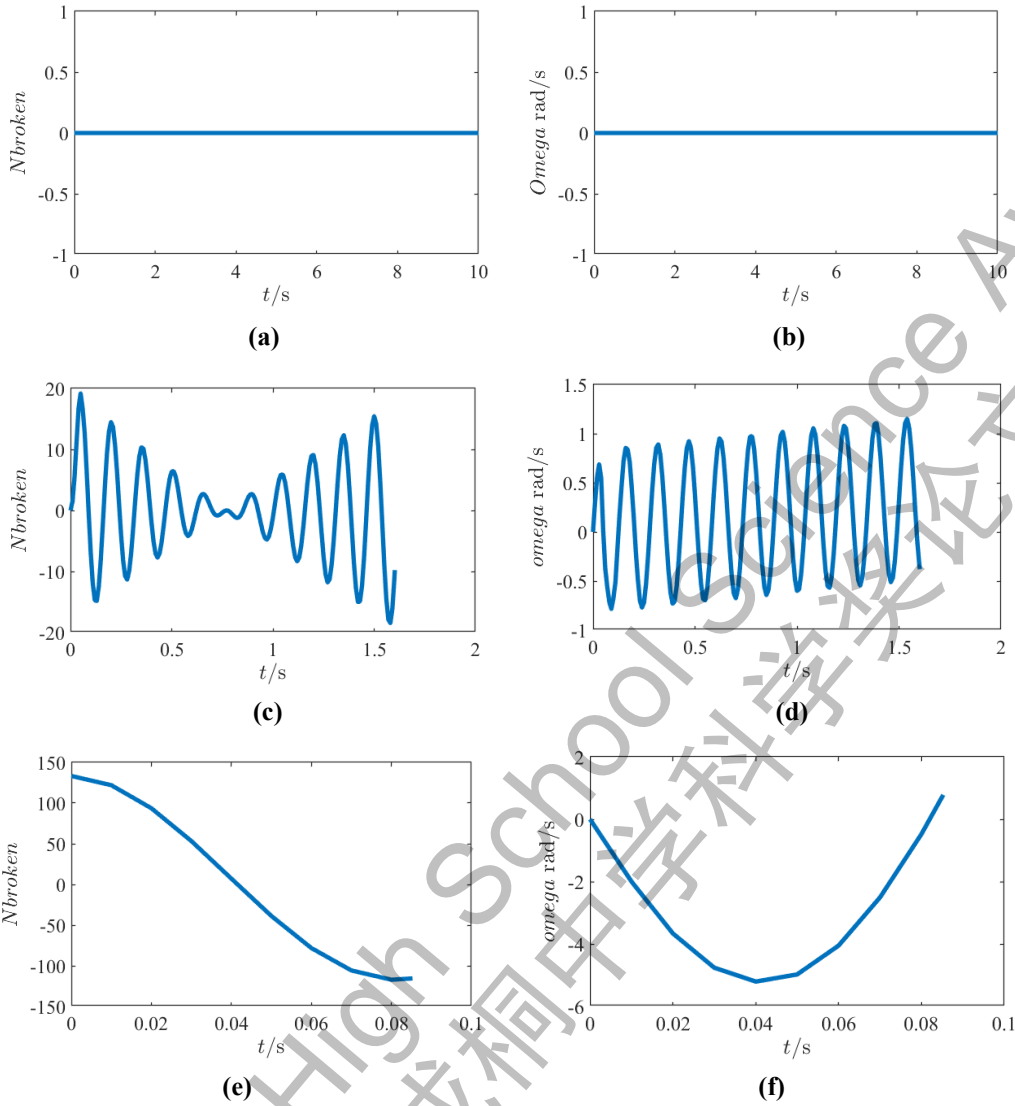 1
0.5
0
-0.5
-1
Nbroken
0 2 4 6 8 10
t/s
(a)
1
0.5
0
-0.5
-1
Omega rad/s
0 2 4 6 8 10
t/s
(b)
20
10
0
-10
-20
Nbroken
0 0.5 1 1.5 2
t/s
(c)
1.5
1
0.5
0
-0.5
-1
omega rad/s
0 0.5 1 1.5 2
t/s
(d)
150
100
50
0
-50
-100
-150
Nbroken
0 0.02 0.04 0.06 0.08 0.1
t/s
(e)
2
0
-2
-4
-6
omega rad/s
0 0.02 0.04 0.06 0.08 0.1
t/s
(f)
High School Science
桐中学科学奖论